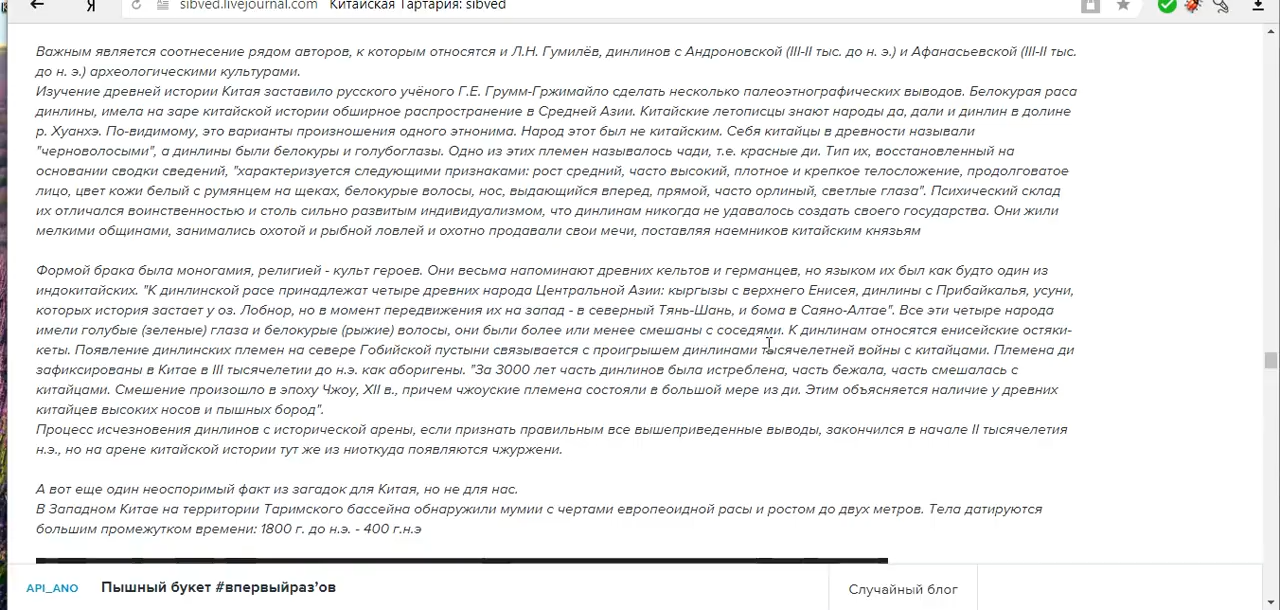 Я
sibved.livejournal.com Китайская Тартария: sibved
Важным является соотнесение рядом авторов, к которым относятся и Л.Н. Гумилёв, динлинов с Андроновской (III-II тыс. до н. э.) и Афанасьевской (III-II тыс.
до н. э.) археологическими культурами.
Изучение древней истории Китая заставило русского учёного Г.Е. Грумм-Гржимайло сделать несколько палеоэтнографических выводов. Белокурая раса
динлины, имела на заре китайской истории обширное распространение в Средней Азии. Китайские летописцы знают народы да, дали и динлин в долине
р. Хуанхэ. По-видимому, это варианты произношения одного этнонима. Народ этот был не китайским. Себя китайцы в древности называли
"черноволосыми", а динлины были белокуры и голубоглазы. Одно из этих племен называлось чади, т.е. красные ди. Тип их, восстановленный на
основании сводки сведений, "характеризуется следующими признаками: рост средний, часто высокий, плотное и крепкое телосложение, продолговатое
лицо, цвет кожи белый с румянцем на щеках, белокурые волосы, нос, выдающийся вперед, прямой, часто орлиный, светлые глаза". Психический склад
их отличался воинственностью и столь сильно развитым индивидуализмом, что динлинам никогда не удавалось создать своего государства. Они жили
мелкими общинами, занимались охотой и рыбной ловлей и охотно продавали свои мечи, поставляя наемников китайским князьям
Формой брака была моногамия, религией - культ героев. Они весьма напоминают древних кельтов и германцев, но языком их был как будто один из
индокитайских. "К динлинской расе принадлежат четыре древних народа Центральной Азии: кыргызы с верхнего Енисея, динлины с Прибайкалья, усуни,
которых история застает у оз. Лобнор, но в момент передвижения их на запад - в северный Тянь-Шань, и бома в Саяно-Алтае". Все эти четыре народа
имели голубые (зеленые) глаза и белокурые (рыжие) волосы, они были более или менее смешаны с соседями. К динлинам относятся енисейские остяки-
кеты. Появление динлинских племен на севере Гобийской пустыни связывается с проигрышем динлинами тысячелетней войны с китайцами. Племена ди
зафиксированы в Китае в III тысячелетии до н.э. как аборигены. "За 3000 лет часть динлинов была истреблена, часть бежала, часть смешалась с
китайцами. Смешение произошло в эпоху Чжоу, XII в., причем чжоуские племена состояли в большой мере из ди. Этим объясняется наличие у древних
китайцев высоких носов и пышных бород".
Процесс исчезновения динлинов с исторической арены, если признать правильным все вышеприведенные выводы, закончился в начале II тысячелетия
н.э., но на арене китайской истории тут же из ниоткуда появляются чжуржени.
А вот еще один неоспоримый факт из загадок для Китая, но не для нас.
В Западном Китае на территории Таримского бассейна обнаружили мумии с чертами европеоидной расы и ростом до двух метров. Тела датируются
большим промежутком времени: 1800 г. до н.э. - 400 г.н.э
API_ANO Пышный букет #впервыйраз’ов Случайный блог